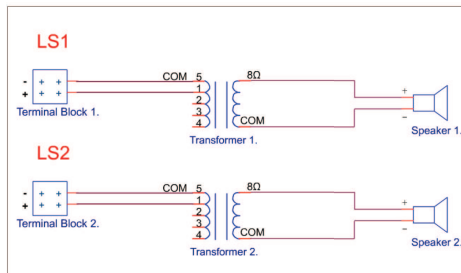 LS1
COM 5 8Ω
- 1 +
+ 2
3
4 COM −
Terminal Block 1. Transformer 1. Speaker 1.
LS2
COM 5 8Ω
- 1 +
+ 2
3
4 COM −
Terminal Block 2. Transformer 2. Speaker 2.